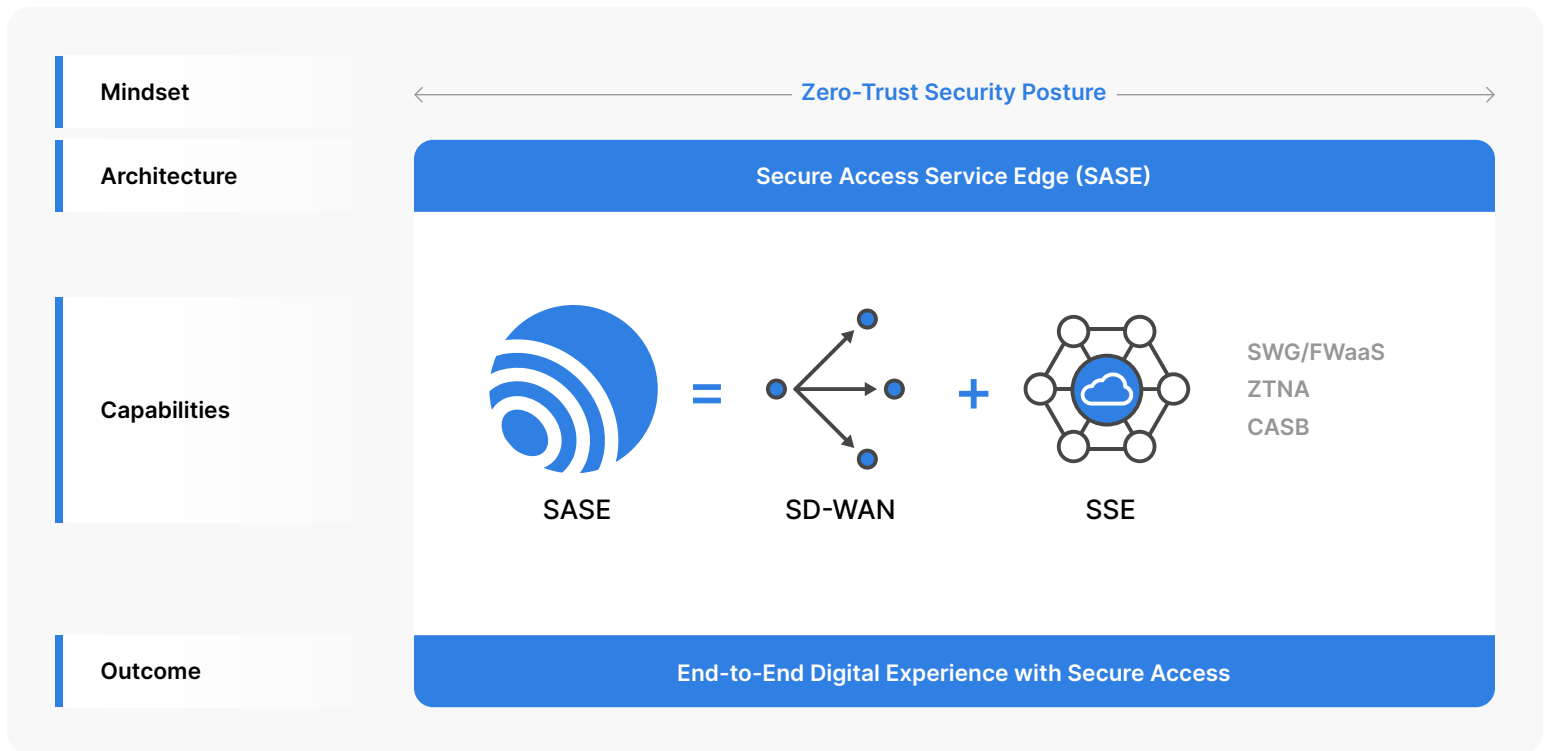 Mindset
Zero-Trust Security Posture
Architecture
Secure Access Service Edge (SASE)
Capabilities
SASE
=
SD-WAN
+
SSE
SWG/FWaaS
ZTNA
CASB
Outcome
End-to-End Digital Experience with Secure Access